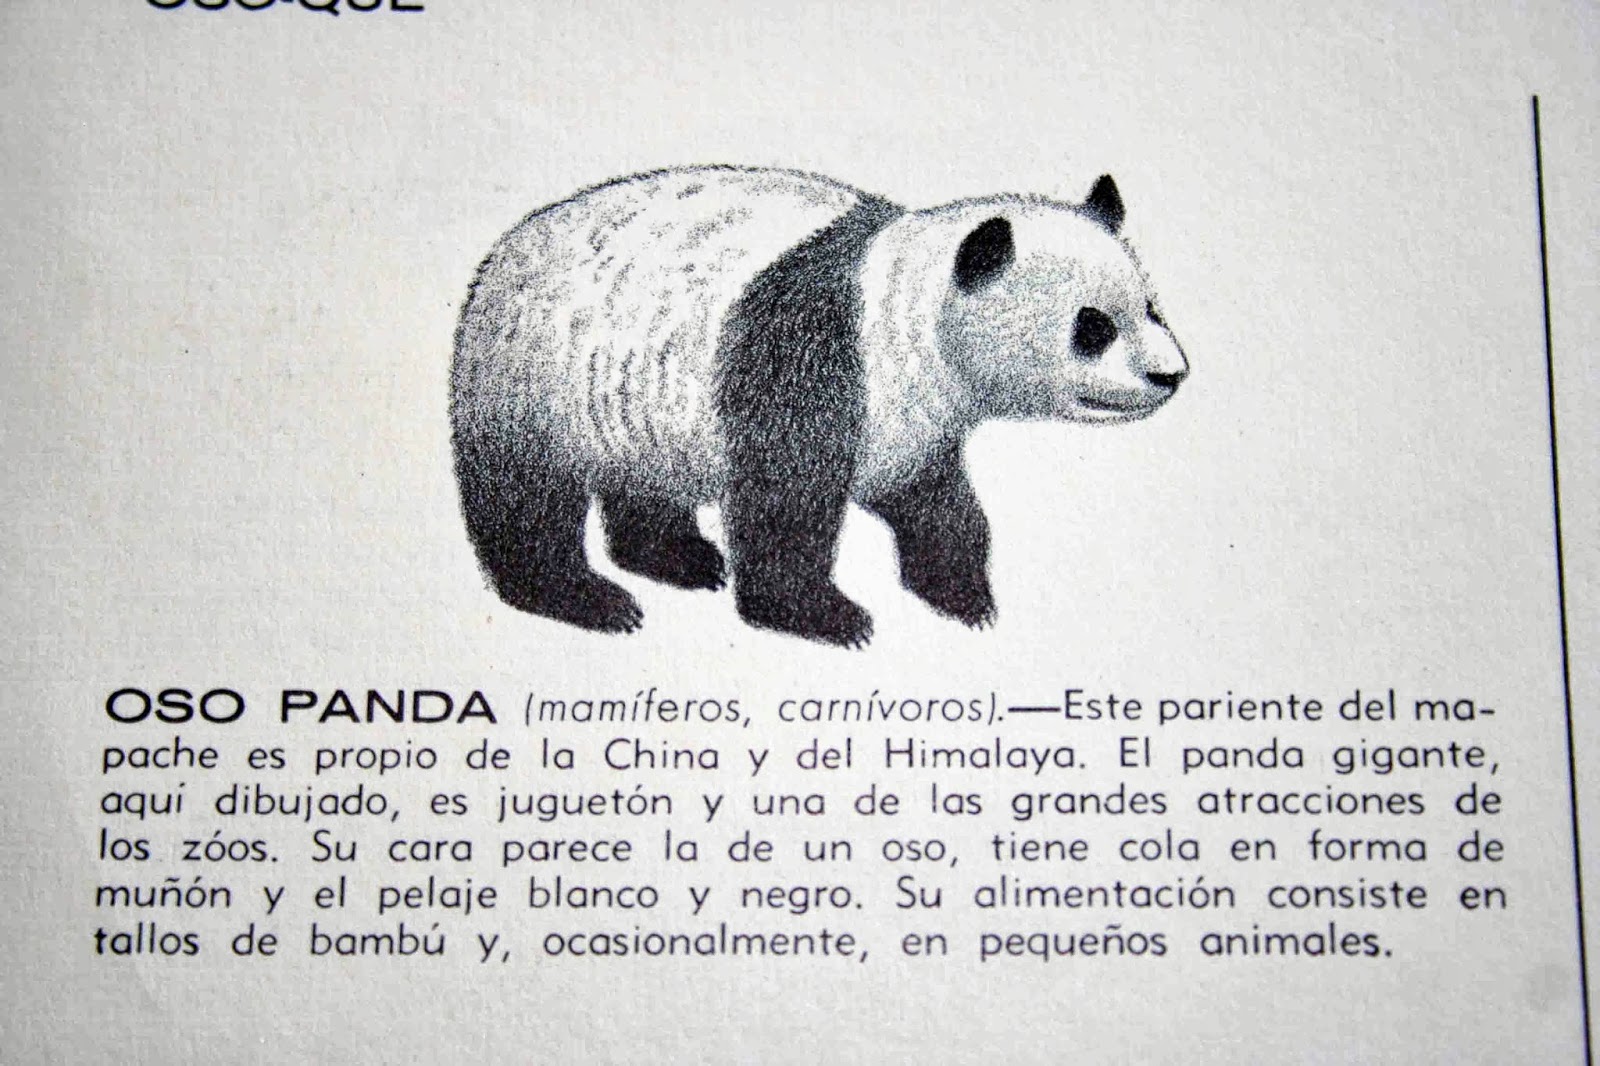 OSO-QUE
OSO PANDA (mamíferos, carnívoros).—Este pariente del ma-
pache es propio de la China y del Himalaya. El panda gigante,
aquí dibujado, es juguetón y una de las grandes atracciones de
los zóos. Su cara parece la de un oso, tiene cola en forma de
muñón y el pelaje blanco y negro. Su alimentación consiste en
tallos de bambú y, ocasionalmente, en pequeños animales.